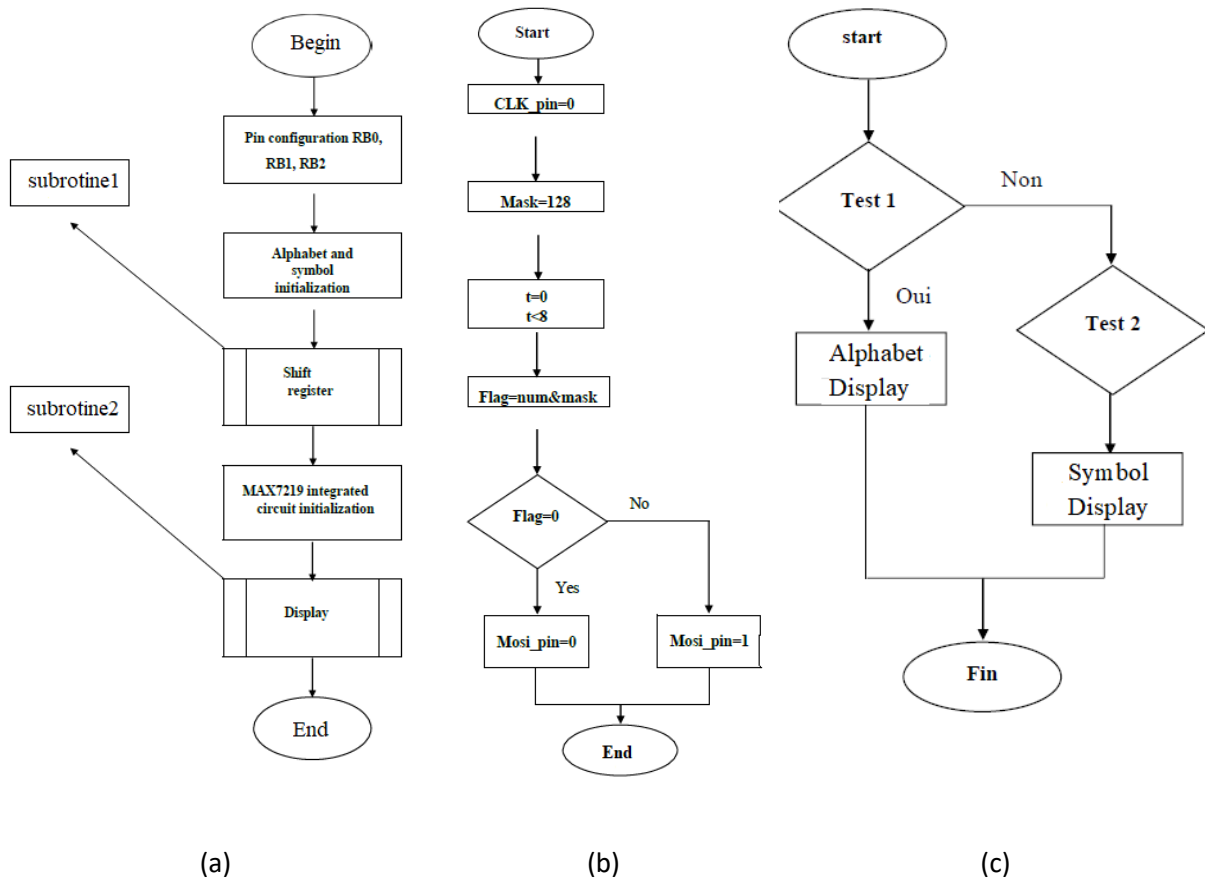 Begin
Pin configuration RB0,
RB1, RB2
subrotine1
Alphabet and
symbol
initialization
Shift
register
subrotine2
MAX7219 integrated
circuit initialization
Display
End
(a)
Start
CLK_pin=0
Mask=128
t=0
t<8
Flag=num&mask
Flag=0
No
Yes
Mosi_pin=0
Mosi_pin=1
End
(b)
start
Test 1
Non
Oui
Test 2
Alphabet
Display
Symbol
Display
Fin
(c)